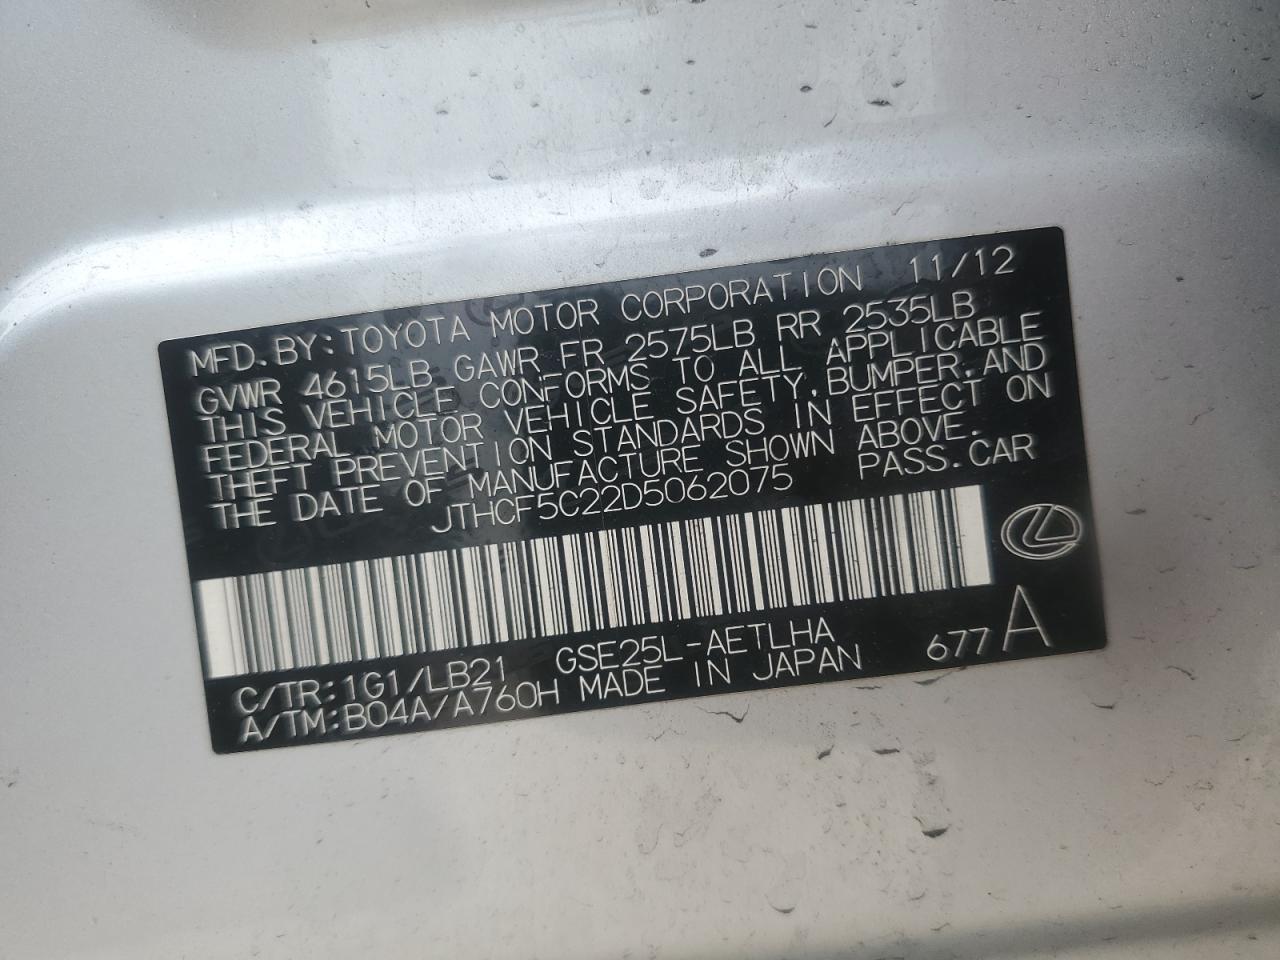 MFD.BY:TOYOTA MOTOR CORPORATION 11/12
GVWR 4615LB GAWR FR 2575LB RR 2535LB
THIS VEHICLE CONFORMS TO ALL APPLICABLE
FEDERAL MOTOR VEHICLE SAFETY,BUMPER,AND
THEFT PREVENTION STANDARDS IN EFFECT ON
THE DATE OF MANUFACTURE SHOWN ABOVE.
JTHCF5C22D5062075 PASS.CAR
C/TR:1G1/LB21 GSE25L-AETLHA
A/TM:B04A/A760H MADE IN JAPAN 677 A